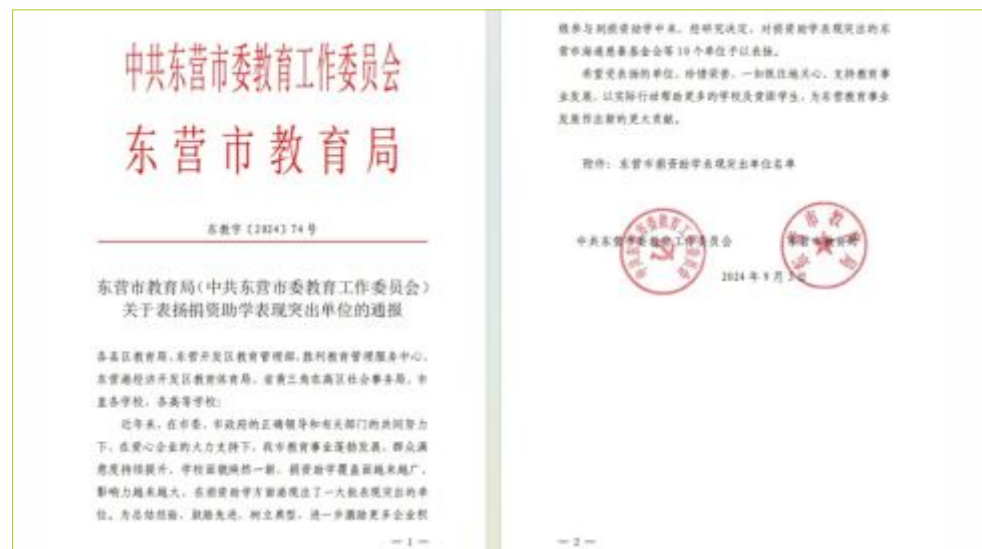 中共东营市委教育工作委员会
东营市教育局
东教字〔2024〕74号
东营市教育局(中共东营市委教育工作委员会)
关于表扬捐资助学表现突出单位的通报
各县区教育局,东营开发区教育管理部,胜利教育管理服务中心,
东营港经济开发区教育体育局,省黄三角农高区社会事务局,市
直各学校,各高等学校:
近年来,在市委、市政府的正确领导和有关部门的共同努力
下,在爱心企业的大力支持下,我市教育事业蓬勃发展,群众满
意度持续提升,学校面貌焕然一新,捐资助学覆盖面越来越广,
影响力越来越大,在捐资助学方面涌现出了一大批表现突出的单
位。为总结经验、鼓励先进、树立典型,进一步激励更多企业积
— 1 —
极参与到捐资助学中来,经研究决定,对捐资助学表现突出的东
营市海通慈善基金会等10个单位予以表扬。
希望受表扬的单位,珍惜荣誉,一如既往地关心、支持教育事
业发展,以实际行动帮助更多的学校及贫困学生,为东营教育事业
发展作出新的更大贡献。
附件:东营市捐资助学表现突出单位名单
中共东营市委教育工作委员会 东营市教育局
2024年9月2日
— 2 —